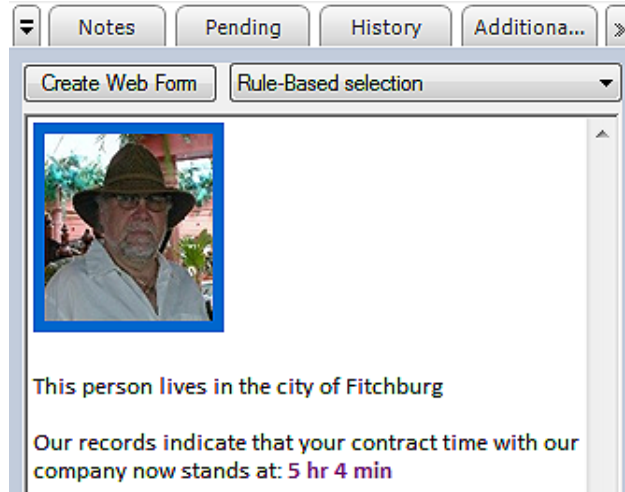 Notes Pending History Additiona... »
Create Web Form Rule-Based selection
This person lives in the city of Fitchburg
Our records indicate that your contract time with our
company now stands at: 5 hr 4 min